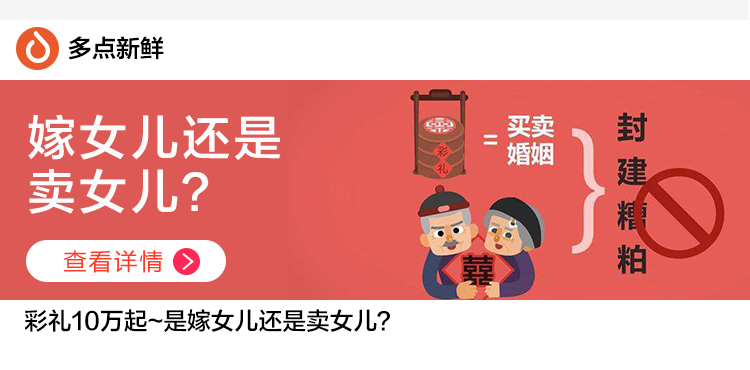 多点新鲜
嫁女儿还是
卖女儿?
查看详情
彩礼
囍
=
买卖
婚姻
封建糟粕
彩礼10万起~是嫁女儿还是卖女儿?